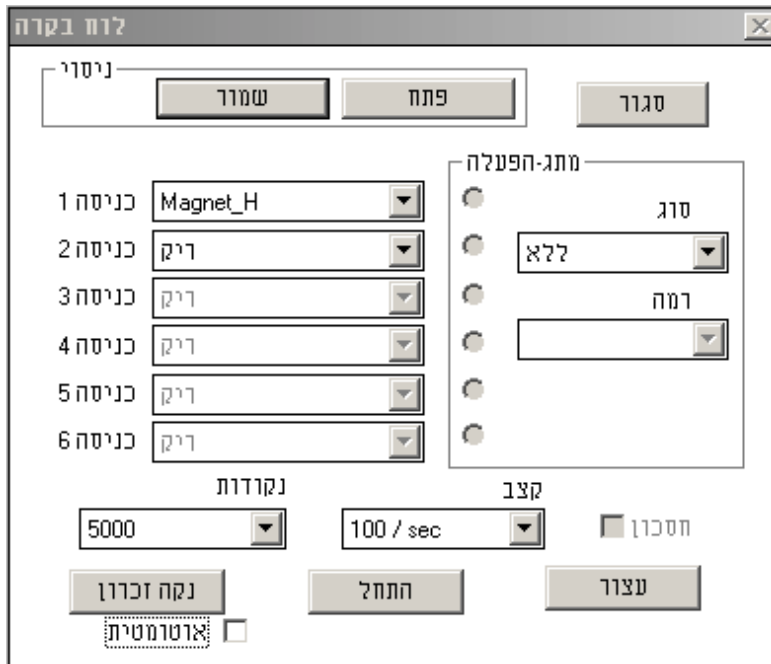 לוח בקרה
ניסוי
שמור
פתח
סגור
מתג-הפעלה
כניסה 1
Magnet_H
סוג
כניסה 2
ריק
ללא
כניסה 3
ריק
רמה
כניסה 4
ריק
כניסה 5
ריק
כניסה 6
ריק
נקודות
קצב
5000
100 / sec
חסכון
נקה זכרון
התחל
עצור
אוטומטית